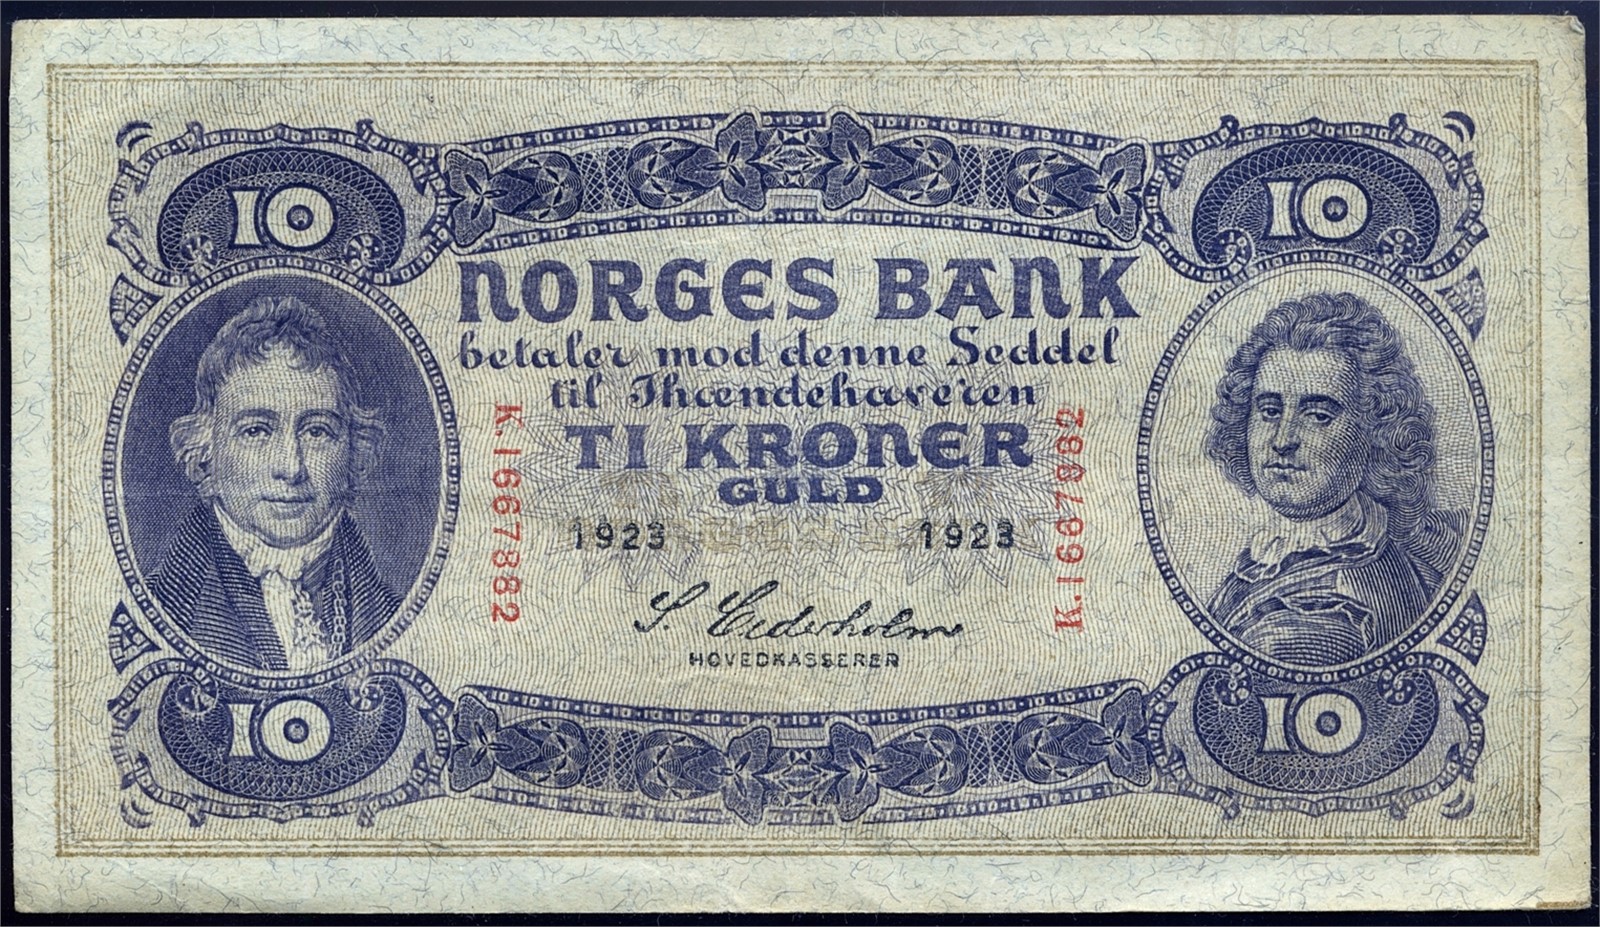 10
10
NORGES BANK
betaler mod denne Seddel
til Ihændehaveren
TI KRONER
GULD
K.1667882
K.1667882
1923
1923
S. Cederholm
HOVEDKASSERER
10
10